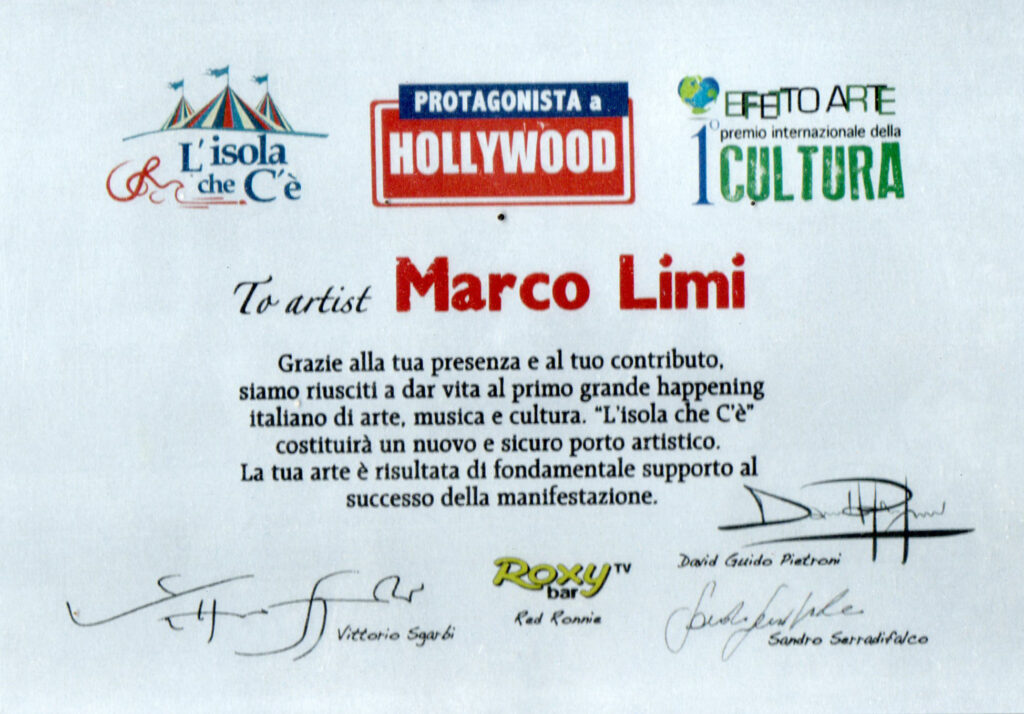 L'isola
che C'è
PROTAGONISTA a
HOLLYWOOD
EFFETO ARTE
1° premio internazionale della
CULTURA
To artist Marco Limi
Grazie alla tua presenza e al tuo contributo,
siamo riusciti a dar vita al primo grande happening
italiano di arte, musica e cultura. “L'isola che C'è”
costituirà un nuovo e sicuro porto artistico.
La tua arte è risultata di fondamentale supporto al
successo della manifestazione.
David Guido Pietroni
Roxy TV
bar
Red Ronnie
Vittorio Sgarbi
Sandro Serradifalco